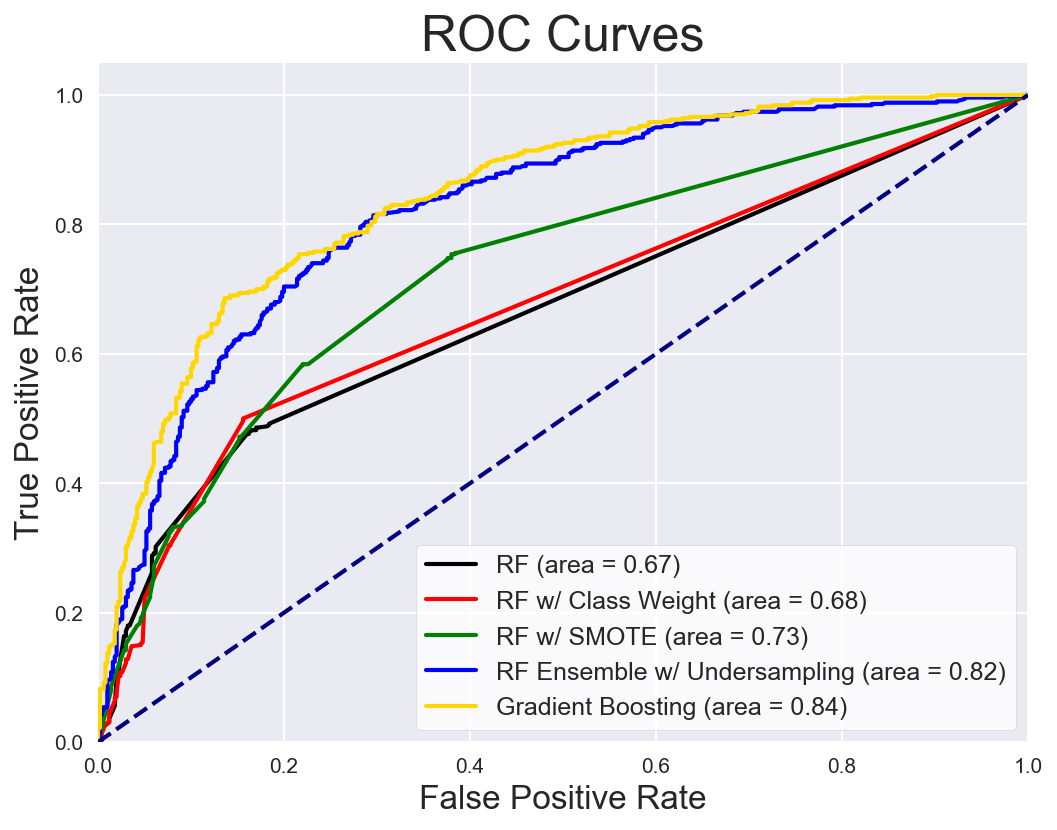 ROC Curves
True Positive Rate
1.0
0.8
0.6
0.4
0.2
0.0
RF (area = 0.67)
RF w/ Class Weight (area = 0.68)
RF w/ SMOTE (area = 0.73)
RF Ensemble w/ Undersampling (area = 0.82)
Gradient Boosting (area = 0.84)
0.0 0.2 0.4 0.6 0.8 1.0
False Positive Rate